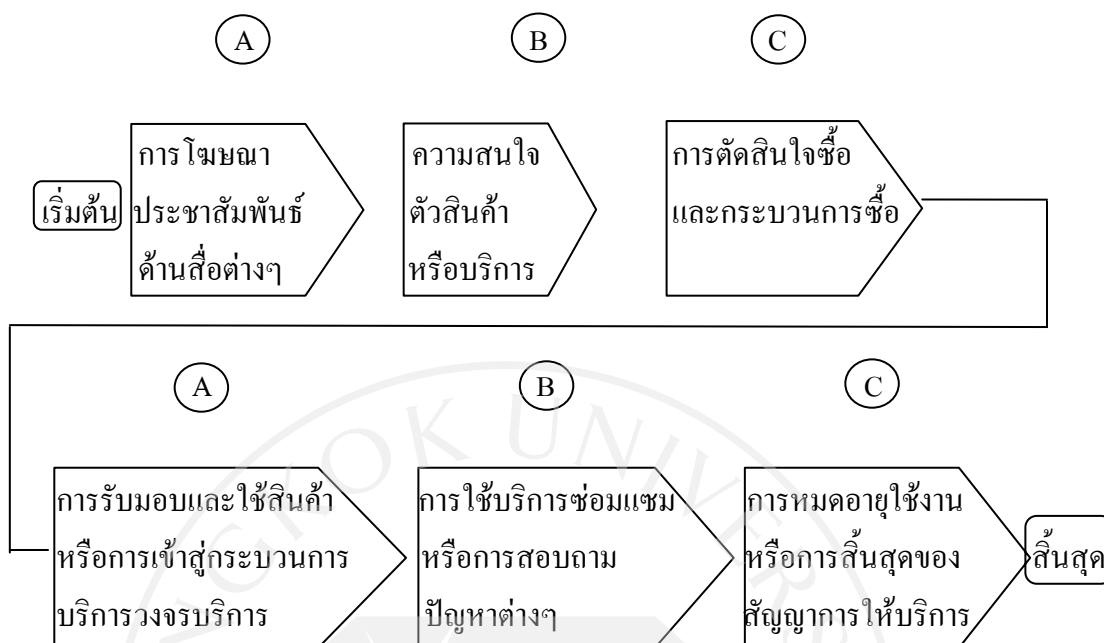 A
B
C
เริ่มต้น
การโฆษณา
ประชาสัมพันธ์
ด้านสื่อต่างๆ
ความสนใจ
ตัวสินค้า
หรือบริการ
การตัดสินใจซื้อ
และกระบวนการซื้อ
A
B
C
การรับมอบและใช้สินค้า
หรือการเข้าสู่กระบวนการ
บริการวงจรบริการ
การใช้บริการซ่อมแซม
หรือการสอบถาม
ปัญหาต่างๆ
การหมดอายุใช้งาน
หรือการสิ้นสุดของ
สัญญาการให้บริการ
สิ้นสุด